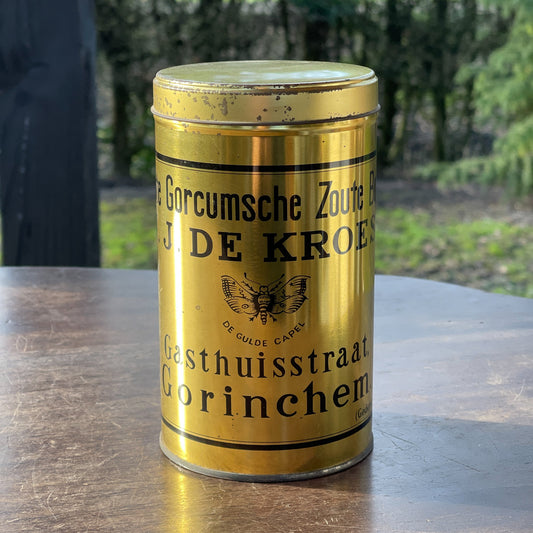 Gorcumsche Zoute
J. DE KROES
DE GULDE CAPEL
Gasthuisstraat,
Gorinchem,